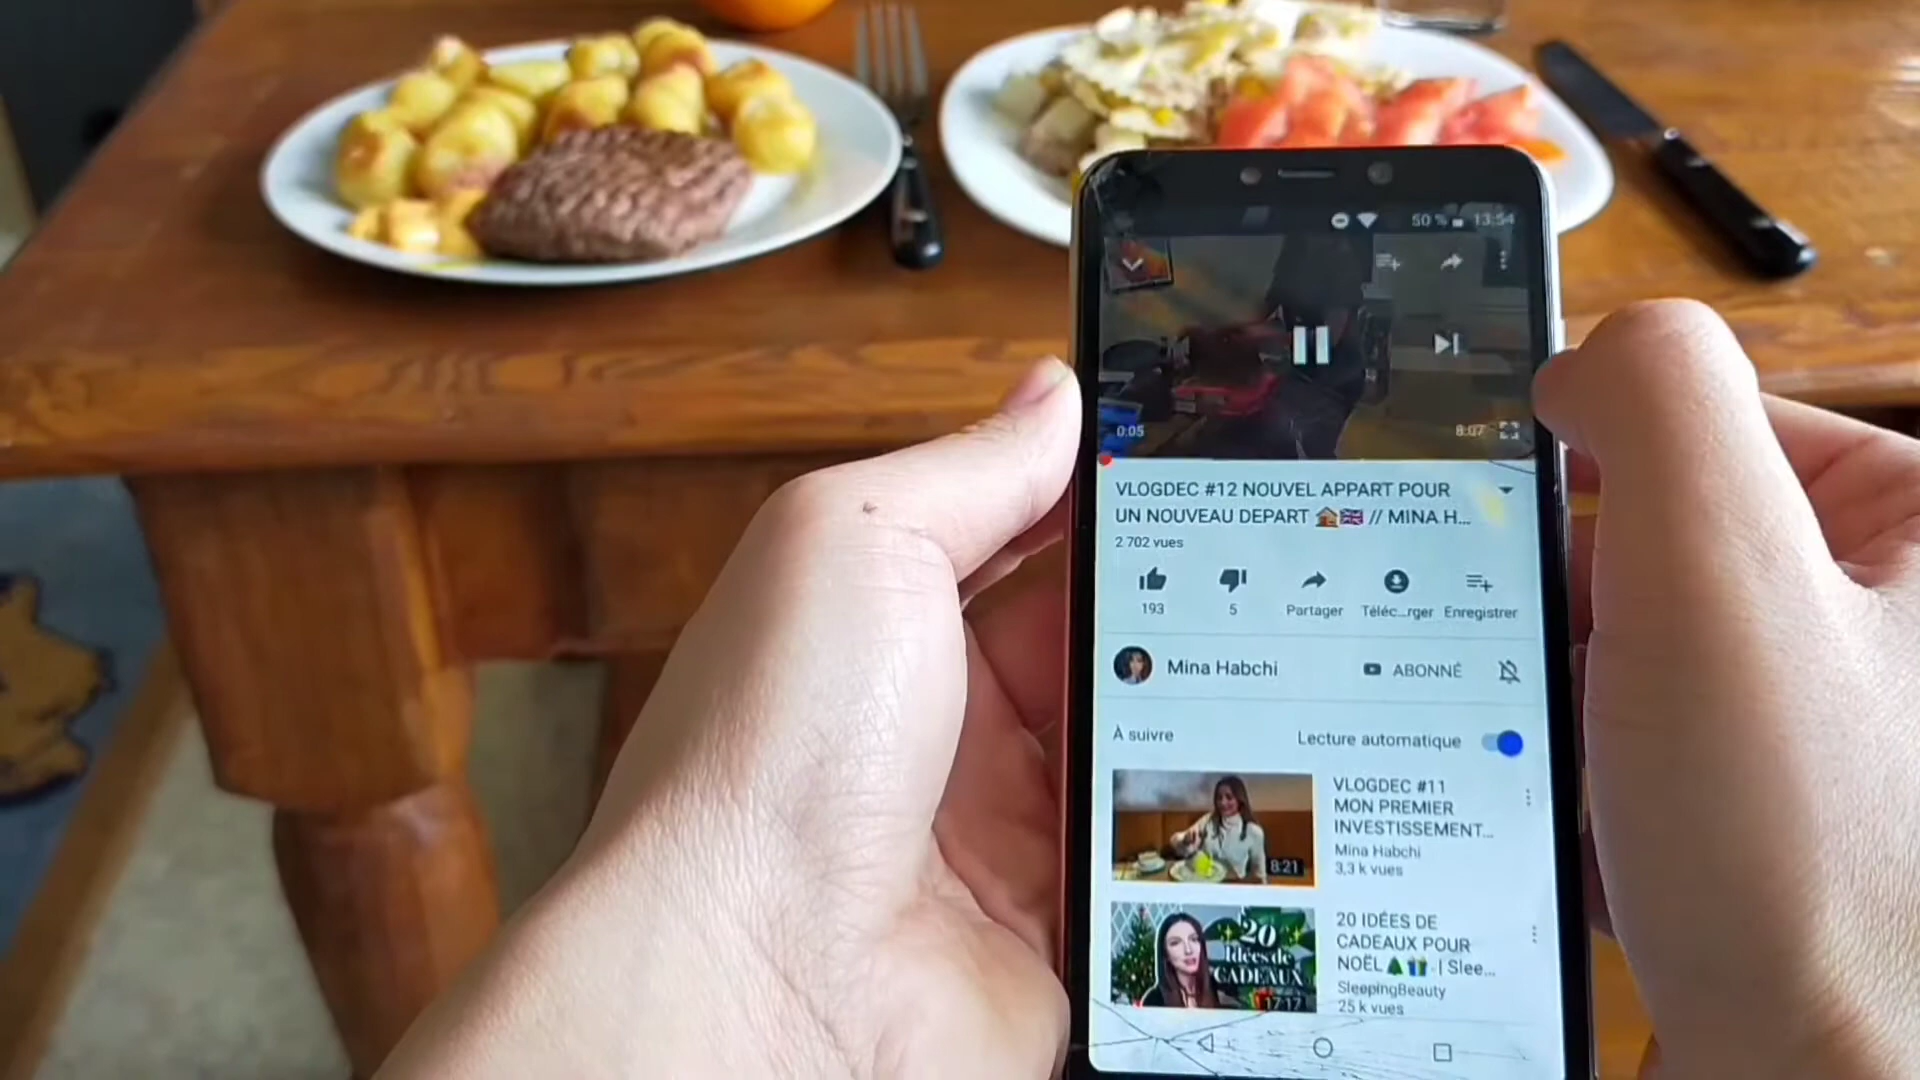 50 % 13:54
0:05 8:07
VLOGDEC #12 NOUVEL APPART POUR
UN NOUVEAU DEPART 🏠🇬🇧 // MINA H...
2 702 vues
193 5 Partager Téléc...rger Enregistrer
Mina Habchi ABONNÉ
À suivre Lecture automatique
8:21
VLOGDEC #11
MON PREMIER
INVESTISSEMENT...
Mina Habchi
3,3 k vues
20
Idées de
CADEAUX
17:17
20 IDÉES DE
CADEAUX POUR
NOËL🎄🎁 | Slee...
SleepingBeauty
25 k vues